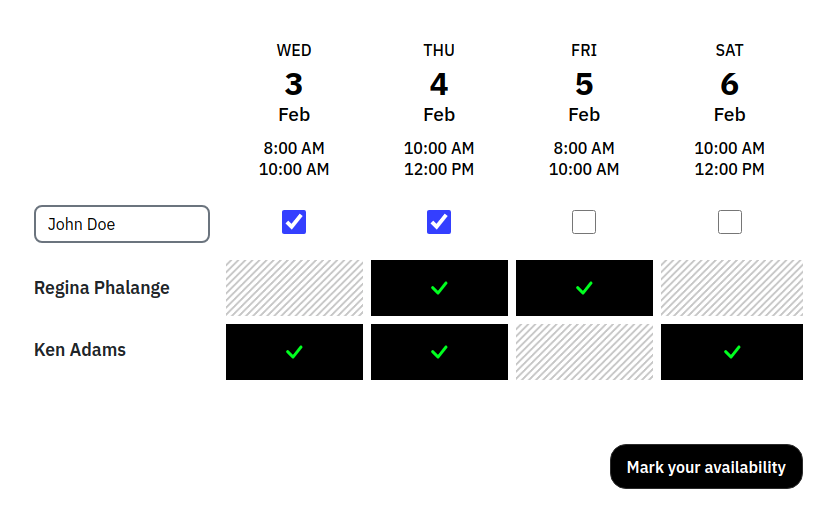 WED THU FRI SAT
3 4 5 6
Feb Feb Feb Feb
8:00 AM 10:00 AM 8:00 AM 10:00 AM
10:00 AM 12:00 PM 10:00 AM 12:00 PM
John Doe
Regina Phalange
Ken Adams
Mark your availability